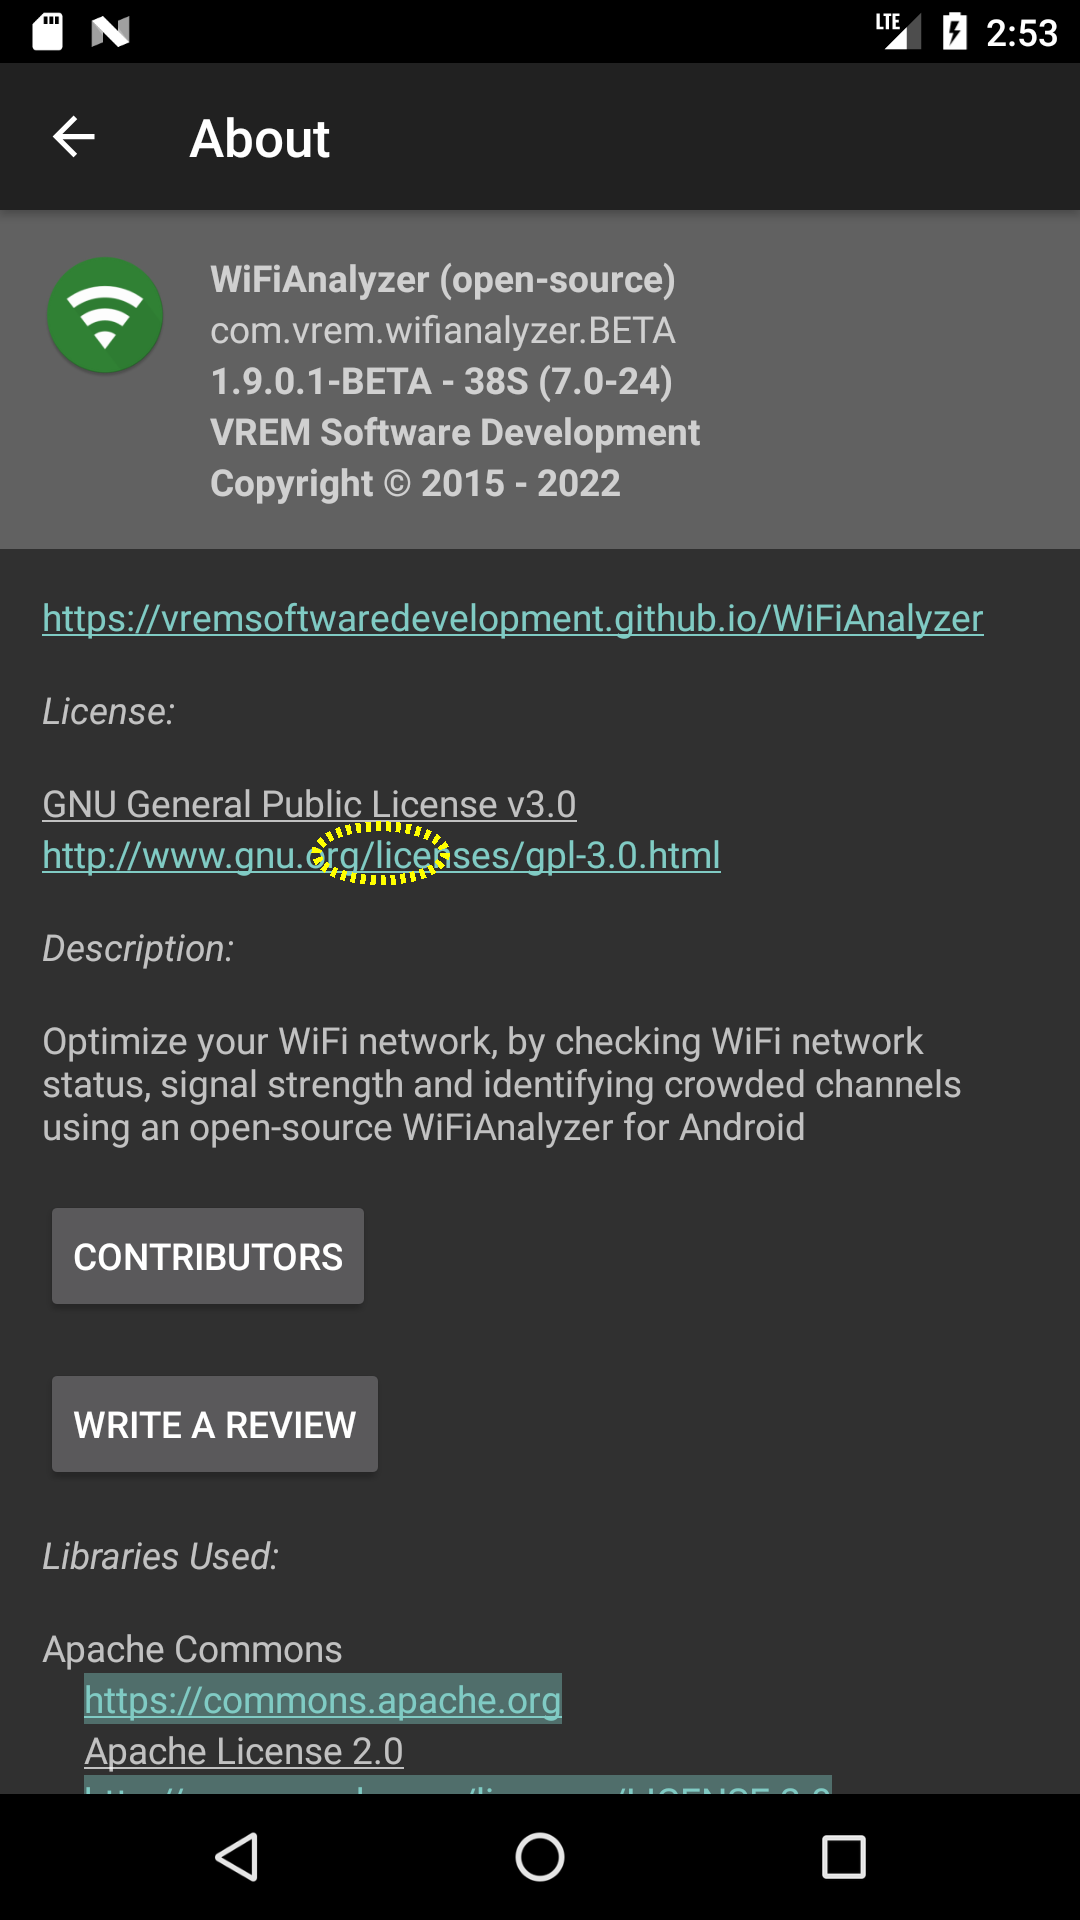 LTE 2:53
About
WiFiAnalyzer (open-source)
com.vrem.wifianalyzer.BETA
1.9.0.1-BETA - 38S (7.0-24)
VREM Software Development
Copyright © 2015 - 2022
https://vremsoftwaredevelopment.github.io/WiFiAnalyzer
License:
GNU General Public License v3.0
http://www.gnu.org/licenses/gpl-3.0.html
Description:
Optimize your WiFi network, by checking WiFi network
status, signal strength and identifying crowded channels
using an open-source WiFiAnalyzer for Android
CONTRIBUTORS
WRITE A REVIEW
Libraries Used:
Apache Commons
https://commons.apache.org
Apache License 2.0